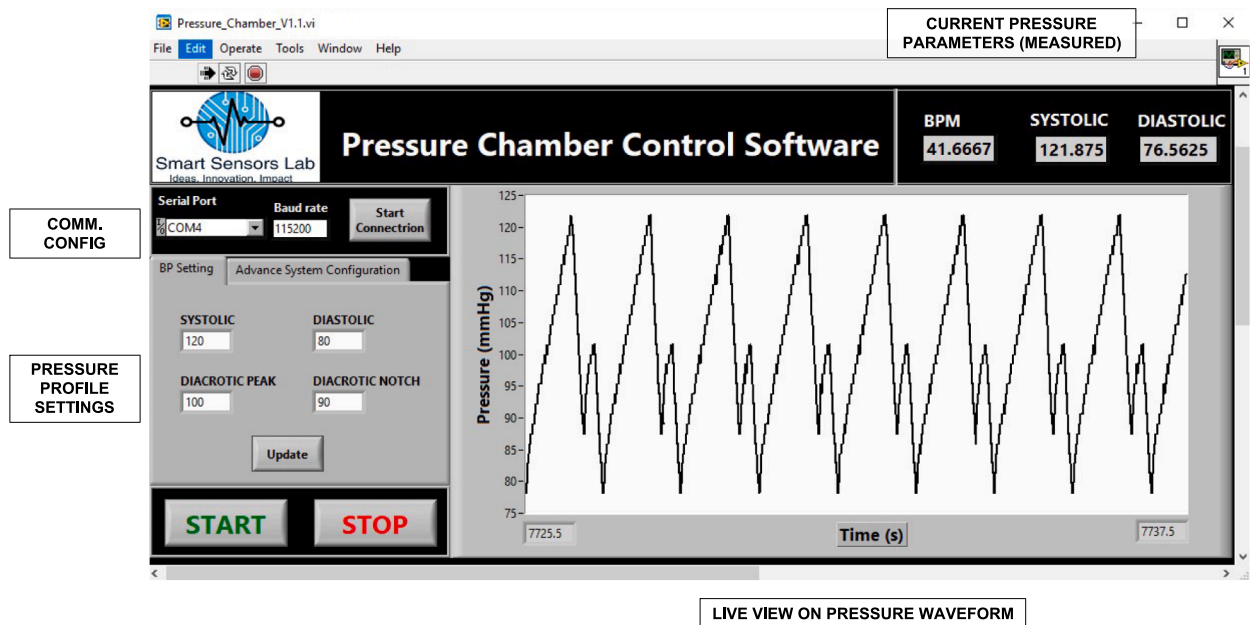 Pressure_Chamber_V1.1.vi
CURRENT PRESSURE
PARAMETERS (MEASURED)
File Edit Operate Tools Window Help
1
Smart Sensors Lab
Ideas. Innovation. Impact
Pressure Chamber Control Software
BPM SYSTOLIC DIASTOLIC
41.6667 121.875 76.5625
COMM.
CONFIG
Serial Port Baud rate
COM4 115200
Start
Connectrion
BP Setting Advance System Configuration
PRESSURE
PROFILE
SETTINGS
SYSTOLIC DIASTOLIC
120 80
DIACROTIC PEAK DIACROTIC NOTCH
100 90
Update
START STOP
Pressure (mmHg)
125
120
115
110
105
100
95
90
85
80
75
7725.5 Time (s) 7737.5
LIVE VIEW ON PRESSURE WAVEFORM